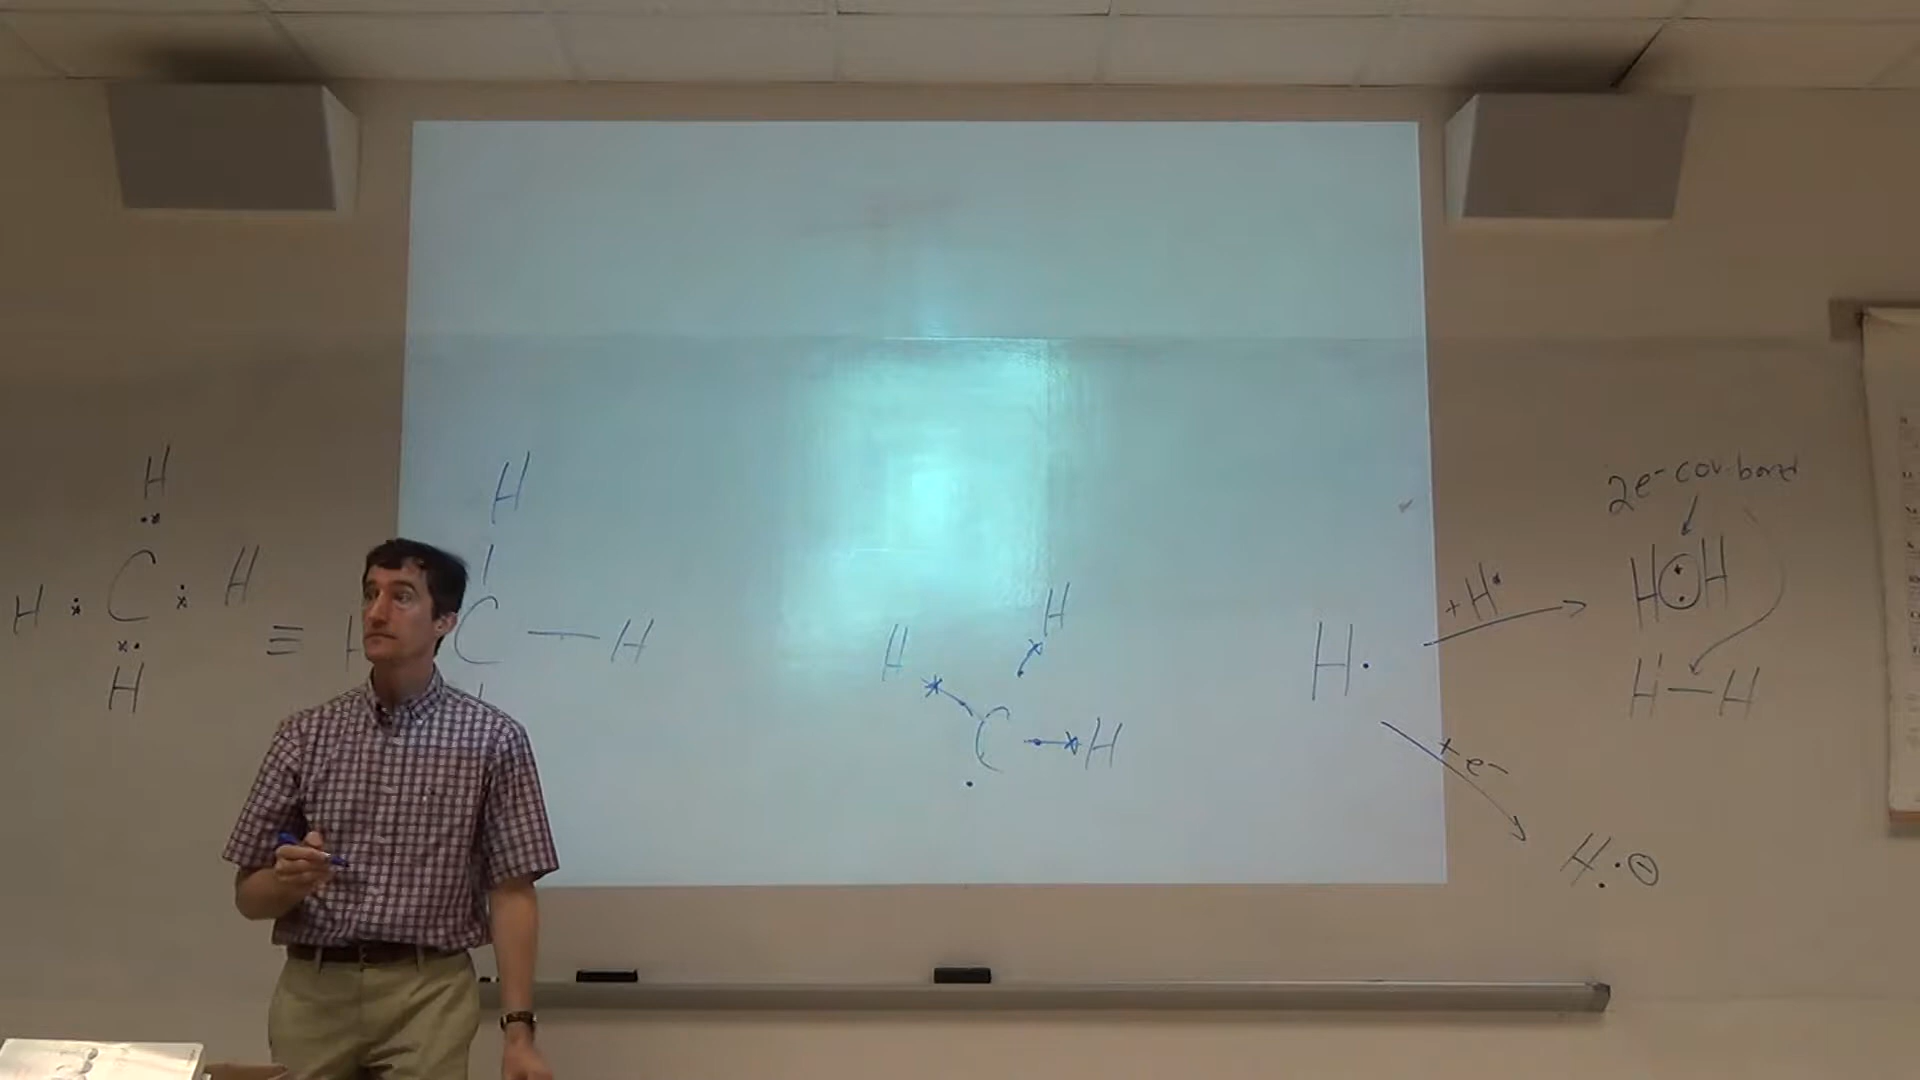 H
H : C : H
H
≡
H
C — H
H
H
C H
H•
+ H•
2e- cov. bond
H : H
H — H
+ e-
H : ⊖